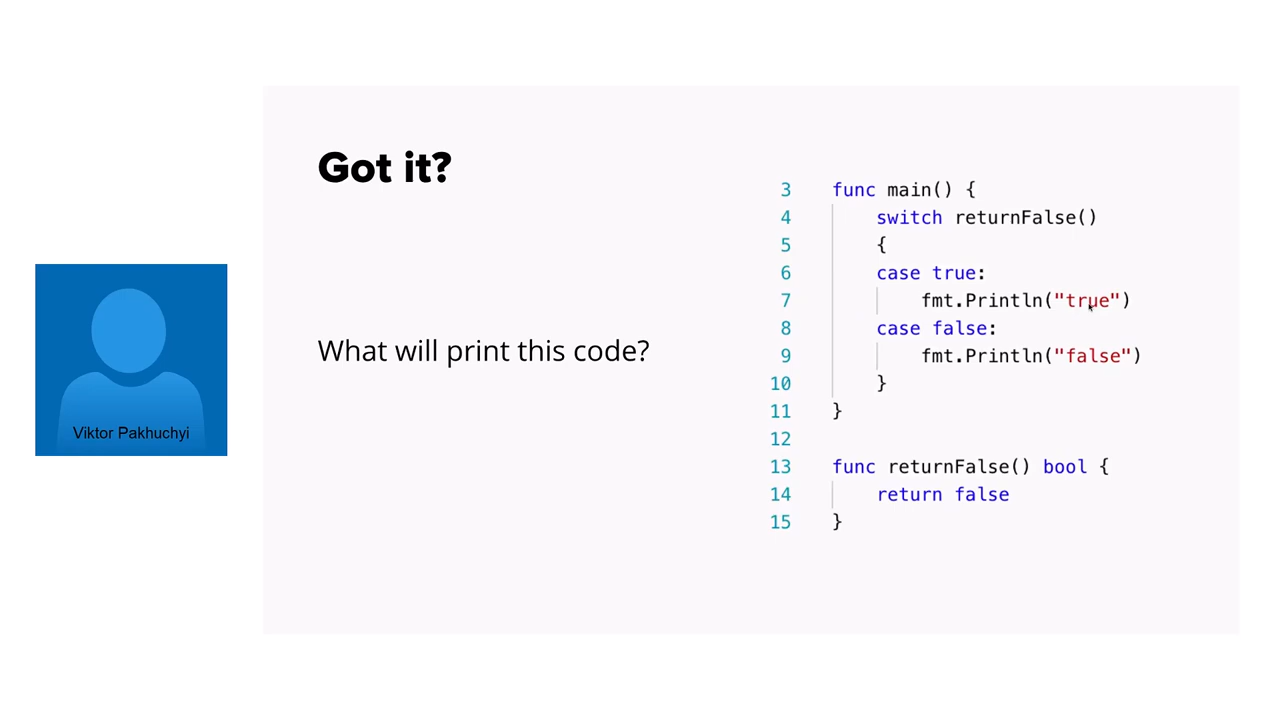 Got it?
What will print this code?
3 func main() {
4 switch returnFalse()
5 {
6 case true:
7 fmt.Println("true")
8 case false:
9 fmt.Println("false")
10 }
11 }
12
13 func returnFalse() bool {
14 return false
15 }
Viktor Pakhuchyi